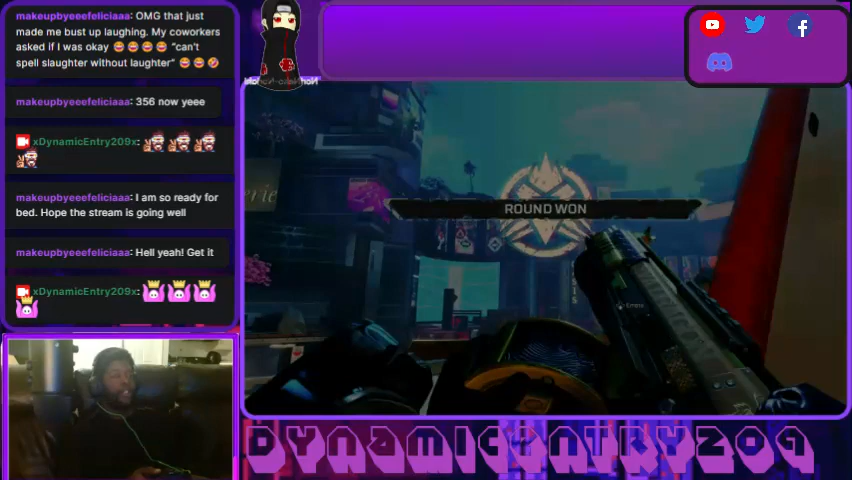 makeupbyeeefeliciaaa: OMG that just
made me bust up laughing. My coworkers
asked if I was okay 😂😂😂😂 "can't
spell slaughter without laughter" 😂😂🤣
makeupbyeeefeliciaaa: 356 now yeee
xDynamicEntry209x:
makeupbyeeefeliciaaa: I am so ready for
bed. Hope the stream is going well
makeupbyeeefeliciaaa: Hell yeah! Get it
xDynamicEntry209x:
ROUND WON
DYNAMICXNTRYZ09